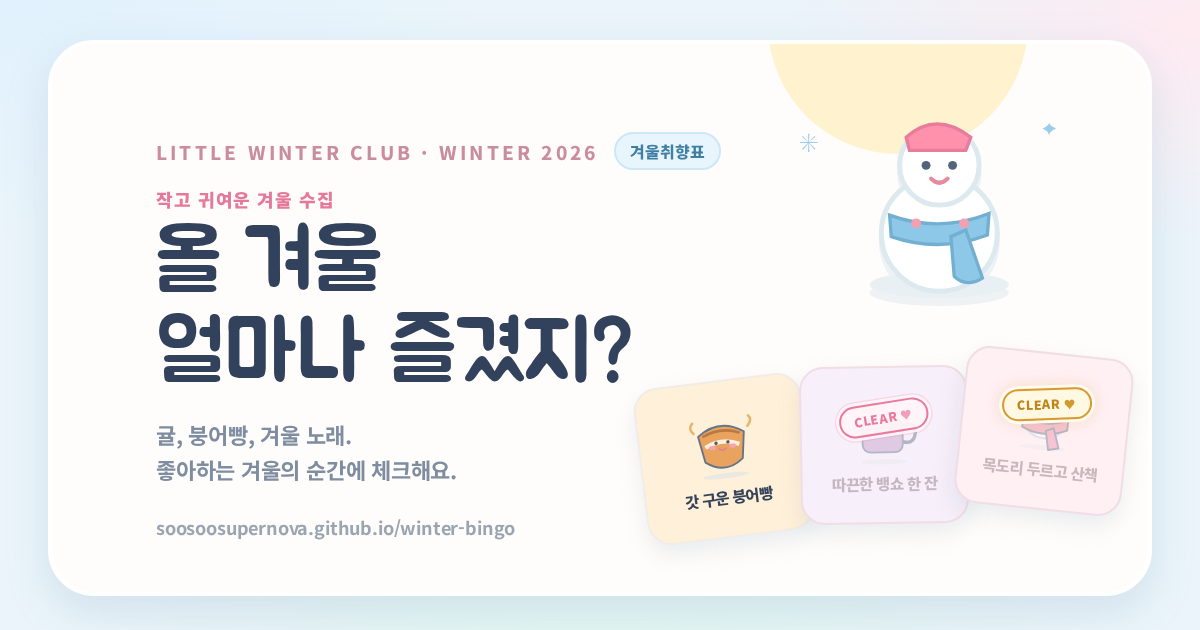 LITTLE WINTER CLUB · WINTER 2026
겨울취향표
작고 귀여운 겨울 수집
올 겨울
얼마나 즐겼지?
귤, 붕어빵, 겨울 노래.
좋아하는 겨울의 순간에 체크해요.
soosoosupernova.github.io/winter-bingo
갓 구운 붕어빵
CLEAR ♥
따끈한 뱅쇼 한 잔
CLEAR ♥
목도리 두르고 산책